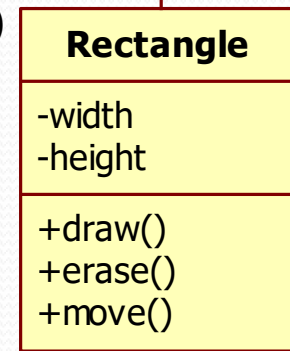 )
Rectangle
-width
-height
+draw()
+erase()
+move()